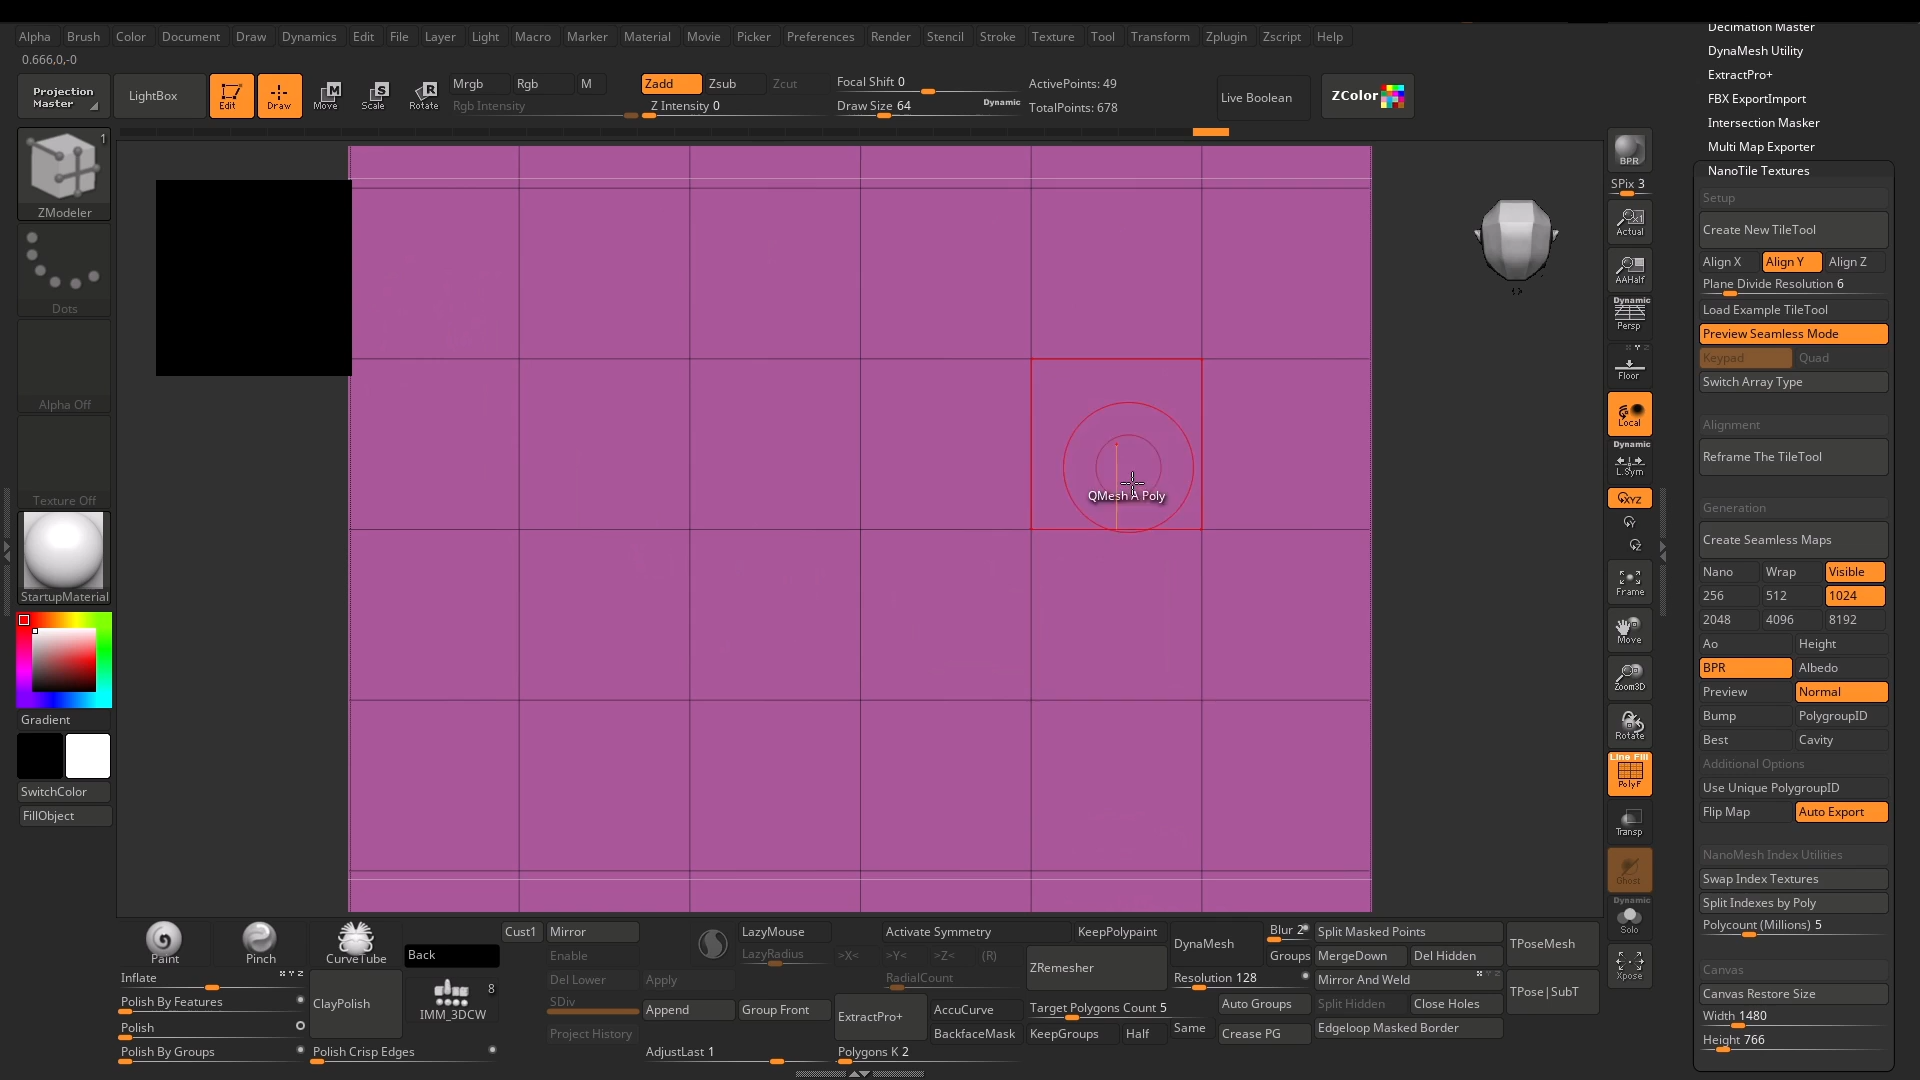 Decimation Master
Alpha Brush Color Document Draw Dynamics Edit File Layer Light Macro Marker Material Movie Picker Preferences Render Stencil Stroke Texture Tool Transform Zplugin Zscript Help
0.666,0,-0
Projection Master
LightBox
Edit
Draw
M Move
S Scale
R Rotate
Mrgb Rgb M
Rgb Intensity
Zadd Zsub Zcut
Z Intensity 0
Focal Shift 0
Draw Size 64 Dynamic
ActivePoints: 49
TotalPoints: 678
Live Boolean
ZColor
1
ZModeler
Dots
Alpha Off
Texture Off
StartupMaterial
Gradient
SwitchColor
FillObject
QMesh A Poly
BPR
SPix 3
x1
Actual
AAHalf
Dynamic
Persp
X Y Z
Floor
Local
Dynamic
L.Sym
XYZ
Y
Z
Frame
Move
Zoom3D
Rotate
Line Fill
PolyF
Transp
Ghost
Dynamic
Solo
Xpose
DynaMesh Utility
ExtractPro+
FBX ExportImport
Intersection Masker
Multi Map Exporter
NanoTile Textures
Setup
Create New TileTool
Align X Align Y Align Z
Plane Divide Resolution 6
Load Example TileTool
Preview Seamless Mode
Keypad Quad
Switch Array Type
Alignment
Reframe The TileTool
Generation
Create Seamless Maps
Nano Wrap Visible
256 512 1024
2048 4096 8192
Ao Height
BPR Albedo
Preview Normal
Bump PolygroupID
Best Cavity
Additional Options
Use Unique PolygroupID
Flip Map Auto Export
NanoMesh Index Utilities
Swap Index Textures
Split Indexes by Poly
Polycount (Millions) 5
Canvas
Canvas Restore Size
Width 1480
Height 766
Paint
Pinch
CurveTube
Back
Cust1
Inflate X Y Z
Polish By Features
Polish
Polish By Groups
ClayPolish
Polish Crisp Edges
8
IMM_3DCW
Mirror
Enable
Del Lower
SDiv
Project History
LazyMouse
LazyRadius
Apply
Append
Group Front
AdjustLast 1
Activate Symmetry
>X< >Y< >Z< (R)
RadialCount
ExtractPro+
AccuCurve
BackfaceMask
Polygons K 2
KeepPolypaint
ZRemesher
Target Polygons Count 5
KeepGroups Half Same
DynaMesh
Blur 2
Groups
Resolution 128
Auto Groups
Crease PG
Split Masked Points
MergeDown Del Hidden
Mirror And Weld X Y Z
Split Hidden Close Holes
Edgeloop Masked Border
TPoseMesh
TPose|SubT